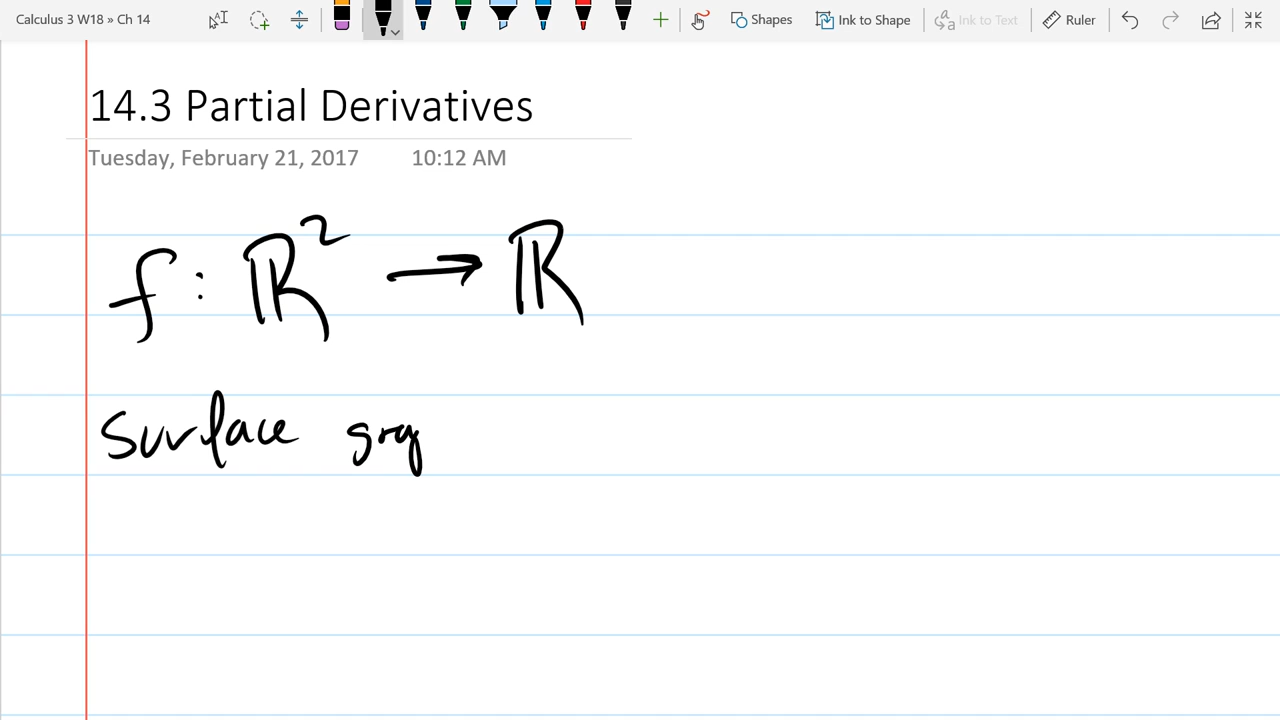 Calculus 3 W18 » Ch 14
Shapes
Ink to Shape
Ink to Text
Ruler
14.3 Partial Derivatives
Tuesday, February 21, 2017 10:12 AM
f : ℝ² → ℝ
Surface